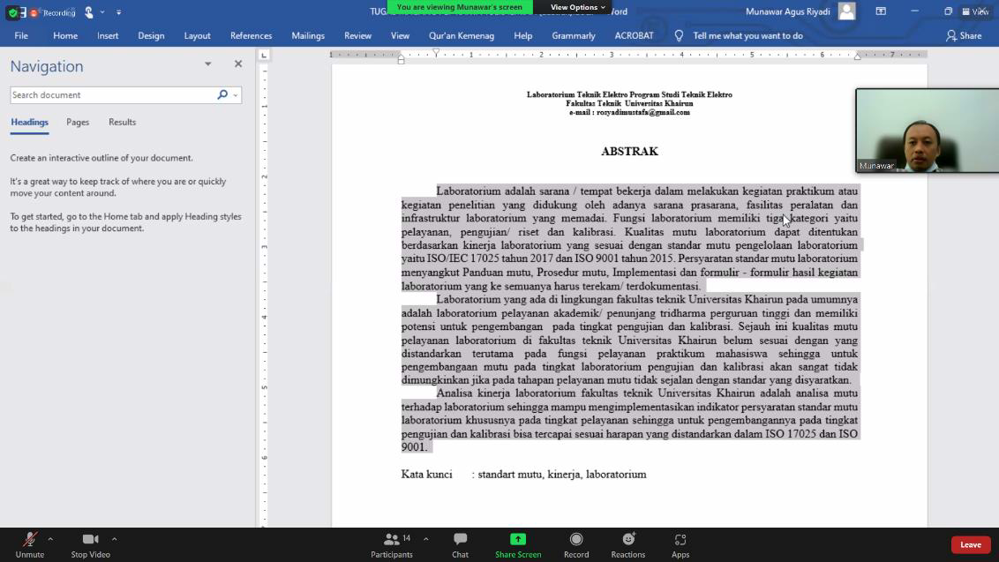 Recording
TUGA
You are viewing Munawar's screen
View Options
ord
Munawar Agus Riyadi
View
File
Home
Insert
Design
Layout
References
Mailings
Review
View
Qur'an Kemenag
Help
Grammarly
ACROBAT
Tell me what you want to do
Share
Navigation
Search document
Headings
Pages
Results
Create an interactive outline of your document.
It's a great way to keep track of where you are or quickly
move your content around.
To get started, go to the Home tab and apply Heading styles
to the headings in your document.
Laboratorium Teknik Elektro Program Studi Teknik Elektro
Fakultas Teknik Universitas Khairun
e-mail : rosyadimustafa@gmail.com
ABSTRAK
Laboratorium adalah sarana / tempat bekerja dalam melakukan kegiatan praktikum atau
kegiatan penelitian yang didukung oleh adanya sarana prasarana, fasilitas peralatan dan
infrastruktur laboratorium yang memadai. Fungsi laboratorium memiliki tiga kategori yaitu
pelayanan, pengujian/ riset dan kalibrasi. Kualitas mutu laboratorium dapat ditentukan
berdasarkan kinerja laboratorium yang sesuai dengan standar mutu pengelolaan laboratorium
yaitu ISO/IEC 17025 tahun 2017 dan ISO 9001 tahun 2015. Persyaratan standar mutu laboratorium
menyangkut Panduan mutu, Prosedur mutu, Implementasi dan formulir - formulir hasil kegiatan
laboratorium yang ke semuanya harus terekam/ terdokumentasi.
Laboratorium yang ada di lingkungan fakultas teknik Universitas Khairun pada umumnya
adalah laboratorium pelayanan akademik/ penunjang tridharma perguruan tinggi dan memiliki
potensi untuk pengembangan pada tingkat pengujian dan kalibrasi. Sejauh ini kualitas mutu
pelayanan laboratorium di fakultas teknik Universitas Khairun belum sesuai dengan yang
distandarkan terutama pada fungsi pelayanan praktikum mahasiswa sehingga untuk
pengembangaan mutu pada tingkat laboratorium pengujian dan kalibrasi akan sangat tidak
dimungkinkan jika pada tahapan pelayanan mutu tidak sejalan dengan standar yang disyaratkan.
Analisa kinerja laboratorium fakultas teknik Universitas Khairun adalah analisa mutu
terhadap laboratorium sehingga mampu mengimplementasikan indikator persyaratan standar mutu
laboratorium khususnya pada tingkat pelayanan sehingga untuk pengembangannya pada tingkat
pengujian dan kalibrasi bisa tercapai sesuai harapan yang distandarkan dalam ISO 17025 dan ISO
9001.
Kata kunci : standart mutu, kinerja, laboratorium
Munawar
Unmute
Stop Video
Participants
14
Chat
Share Screen
Record
Reactions
Apps
Leave